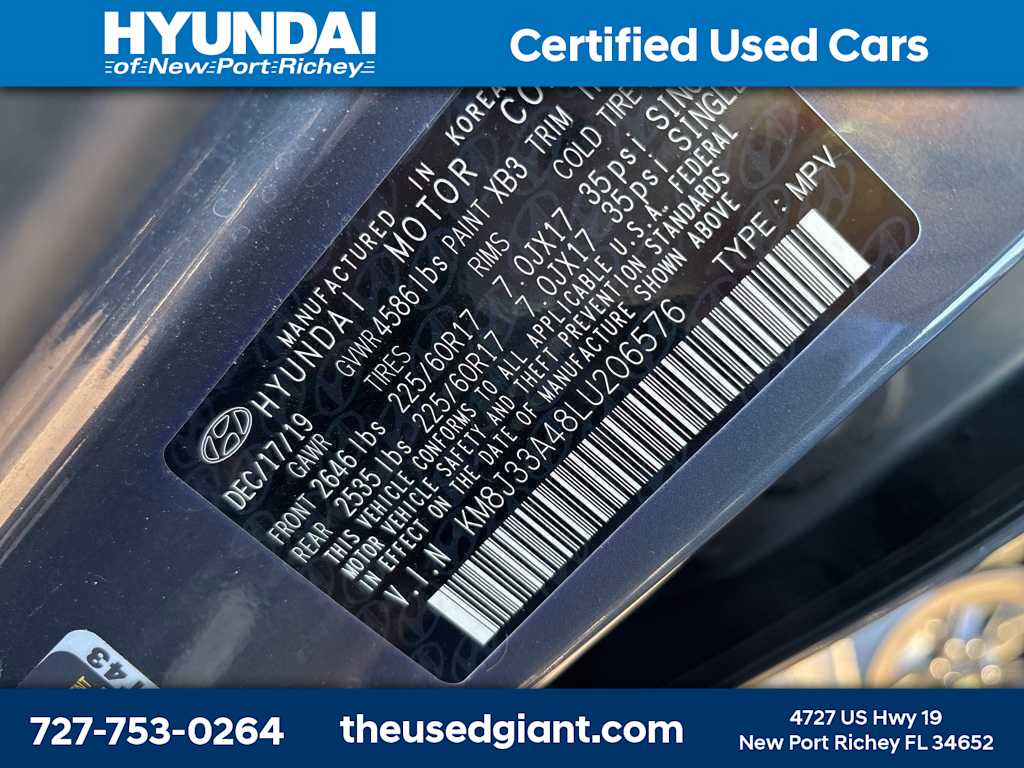 HYUNDAI
of New Port Richey
Certified Used Cars
MANUFACTURED IN KOREA
HYUNDAI MOTOR CO
DEC/17/19 GVWR 4586 lbs PAINT XB3 TRIM
GAWR TIRES RIMS COLD TIRE
FRONT 2646 lbs 225/60R17 7.0JX17 35psi SINGLE
REAR 2535 lbs 225/60R17 7.0JX17 35psi SINGLE
THIS VEHICLE CONFORMS TO ALL APPLICABLE U.S.A. FEDERAL
MOTOR VEHICLE SAFETY AND THEFT PREVENTION STANDARDS
IN EFFECT ON THE DATE OF MANUFACTURE SHOWN ABOVE
V.I.N KM8J33A48LU206576 TYPE : MPV
143
727-753-0264
theusedgiant.com
4727 US Hwy 19
New Port Richey FL 34652